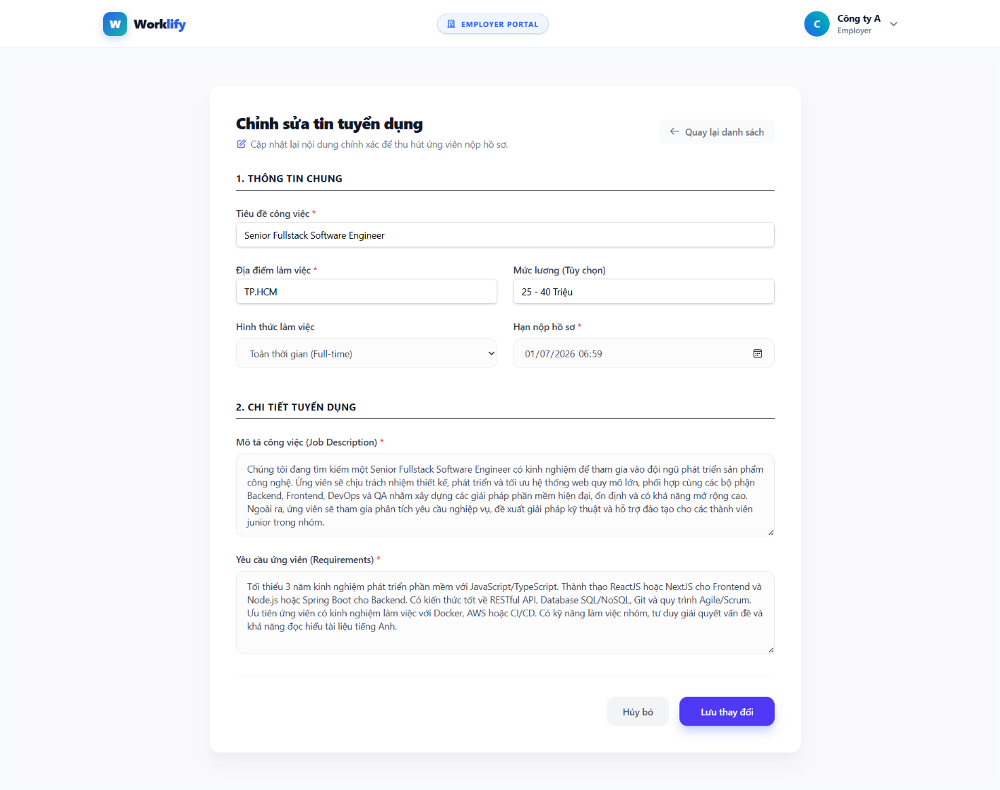 W Worklify
EMPLOYER PORTAL
C
Công ty A
Employer
Chỉnh sửa tin tuyển dụng
Cập nhật lại nội dung chính xác để thu hút ứng viên nộp hồ sơ.
Quay lại danh sách
1. THÔNG TIN CHUNG
Tiêu đề công việc *
Senior Fullstack Software Engineer
Địa điểm làm việc *
TP.HCM
Mức lương (Tùy chọn)
25 - 40 Triệu
Hình thức làm việc
Toàn thời gian (Full-time)
Hạn nộp hồ sơ *
01/07/2026 06:59
2. CHI TIẾT TUYỂN DỤNG
Mô tả công việc (Job Description) *
Chúng tôi đang tìm kiếm một Senior Fullstack Software Engineer có kinh nghiệm để tham gia vào đội ngũ phát triển sản phẩm
công nghệ. Ứng viên sẽ chịu trách nhiệm thiết kế, phát triển và tối ưu hệ thống web quy mô lớn, phối hợp cùng các bộ phận
Backend, Frontend, DevOps và QA nhằm xây dựng các giải pháp phần mềm hiện đại, ổn định và có khả năng mở rộng cao.
Ngoài ra, ứng viên sẽ tham gia phân tích yêu cầu nghiệp vụ, đề xuất giải pháp kỹ thuật và hỗ trợ đào tạo cho các thành viên
junior trong nhóm.
Yêu cầu ứng viên (Requirements) *
Tối thiểu 3 năm kinh nghiệm phát triển phần mềm với JavaScript/TypeScript. Thành thạo ReactJS hoặc NextJS cho Frontend và
Node.js hoặc Spring Boot cho Backend. Có kiến thức tốt về RESTful API, Database SQL/NoSQL, Git và quy trình Agile/Scrum.
Ưu tiên ứng viên có kinh nghiệm làm việc với Docker, AWS hoặc CI/CD. Có kỹ năng làm việc nhóm, tư duy giải quyết vấn đề và
khả năng đọc hiểu tài liệu tiếng Anh.
Hủy bỏ
Lưu thay đổi